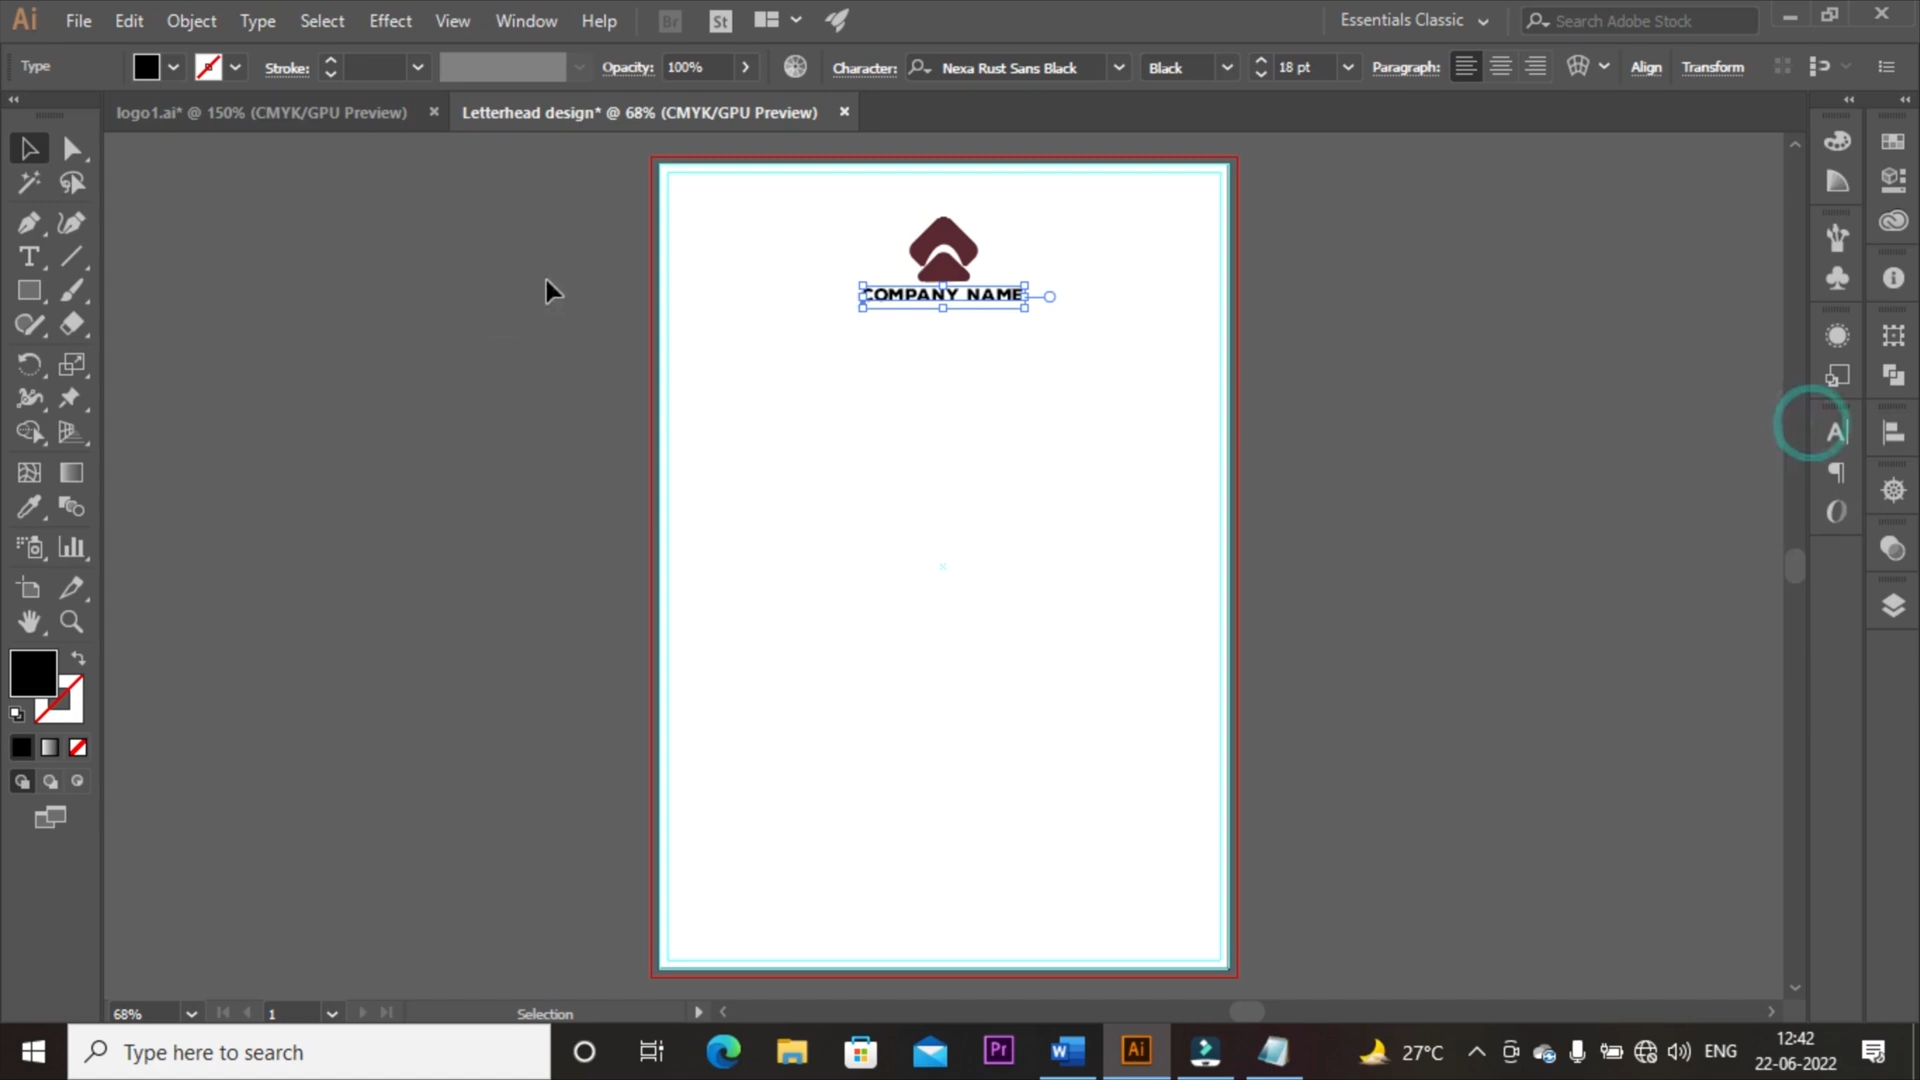 Ai File Edit Object Type Select Effect View Window Help Br St Essentials Classic Search Adobe Stock
Type Stroke: Opacity: 100% Character: Nexa Rust Sans Black Black 18 pt Paragraph: Align Transform
logo1.ai* @ 150% (CMYK/GPU Preview) Letterhead design* @ 68% (CMYK/GPU Preview)
COMPANY NAME
68% 1 Selection
Type here to search Pr W Ai 27°C ENG 12:42
22-06-2022